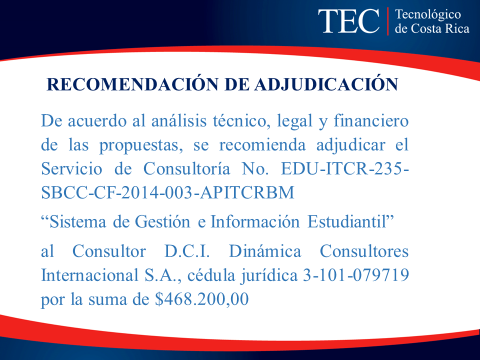 TEC
Tecnológico
de Costa Rica
RECOMENDACIÓN DE ADJUDICACIÓN
De acuerdo al análisis técnico, legal y financiero
de las propuestas, se recomienda adjudicar el
Servicio de Consultoría No. EDU-ITCR-235-
SBCC-CF-2014-003-APITCRBM
“Sistema de Gestión e Información Estudiantil”
al Consultor D.C.I. Dinámica Consultores
Internacional S.A., cédula jurídica 3-101-079719
por la suma de $468.200,00